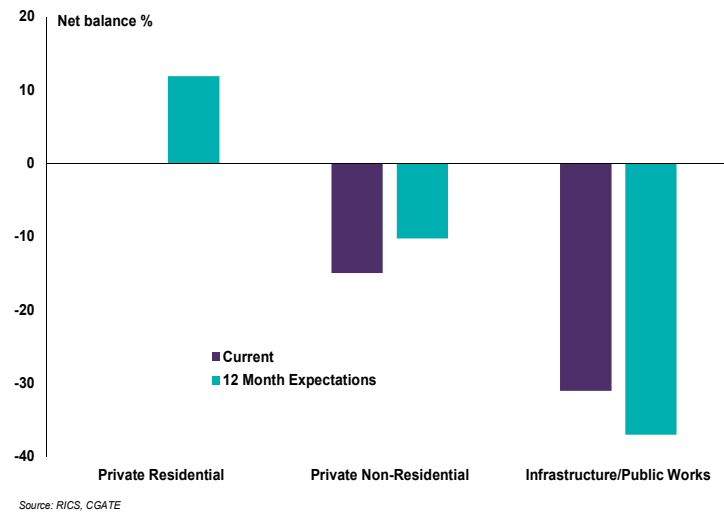 20
Net balance %
10
0
-10
-20
Current
12 Month Expectations
-30
-40
Private Residential
Private Non-Residential
Infrastructure/Public Works
Source: RICS, CGATE